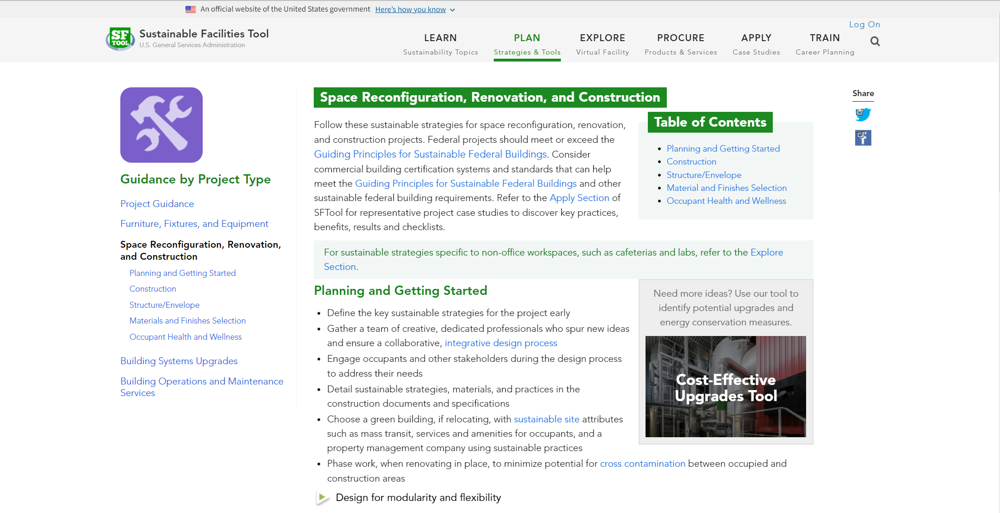 An official website of the United States government Here's how you know
Log On
SF
TOOL
Sustainable Facilities Tool
U.S. General Services Administration
LEARN
Sustainability Topics
PLAN
Strategies & Tools
EXPLORE
Virtual Facility
PROCURE
Products & Services
APPLY
Case Studies
TRAIN
Career Planning
Guidance by Project Type
Project Guidance
Furniture, Fixtures, and Equipment
Space Reconfiguration, Renovation,
and Construction
Planning and Getting Started
Construction
Structure/Envelope
Materials and Finishes Selection
Occupant Health and Wellness
Building Systems Upgrades
Building Operations and Maintenance
Services
Space Reconfiguration, Renovation, and Construction
Follow these sustainable strategies for space reconfiguration, renovation,
and construction projects. Federal projects should meet or exceed the
Guiding Principles for Sustainable Federal Buildings. Consider
commercial building certification systems and standards that can help
meet the Guiding Principles for Sustainable Federal Buildings and other
sustainable federal building requirements. Refer to the Apply Section of
SFTool for representative project case studies to discover key practices,
benefits, results and checklists.
Table of Contents
• Planning and Getting Started
• Construction
• Structure/Envelope
• Material and Finishes Selection
• Occupant Health and Wellness
For sustainable strategies specific to non-office workspaces, such as cafeterias and labs, refer to the Explore
Section.
Planning and Getting Started
• Define the key sustainable strategies for the project early
• Gather a team of creative, dedicated professionals who spur new ideas
and ensure a collaborative, integrative design process
• Engage occupants and other stakeholders during the design process
to address their needs
• Detail sustainable strategies, materials, and practices in the
construction documents and specifications
• Choose a green building, if relocating, with sustainable site attributes
such as mass transit, services and amenities for occupants, and a
property management company using sustainable practices
• Phase work, when renovating in place, to minimize potential for cross contamination between occupied and
construction areas
Design for modularity and flexibility
Need more ideas? Use our tool to
identify potential upgrades and
energy conservation measures.
Cost-Effective
Upgrades Tool
Share